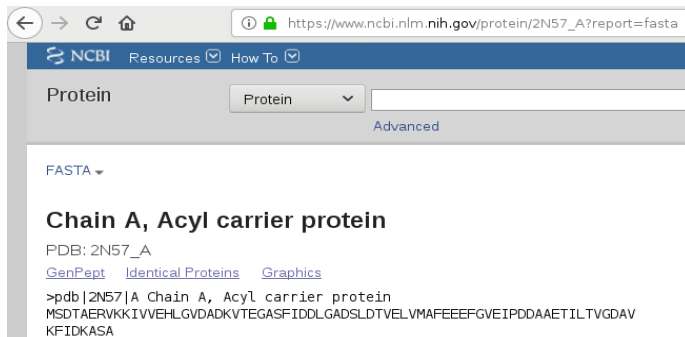 https://www.ncbi.nlm.nih.gov/protein/2N57_A?report=fasta
NCBI Resources How To
Protein Protein
Advanced
FASTA
Chain A, Acyl carrier protein
PDB: 2N57_A
GenPept Identical Proteins Graphics
>pdb|2N57|A Chain A, Acyl carrier protein
MSDTAERVKKIVVEHLGVDADKVTEGASFIDDLGADSLDTVELVMAFEEEFGVEIPDDAAETILTVGDAV
KFIDKASA